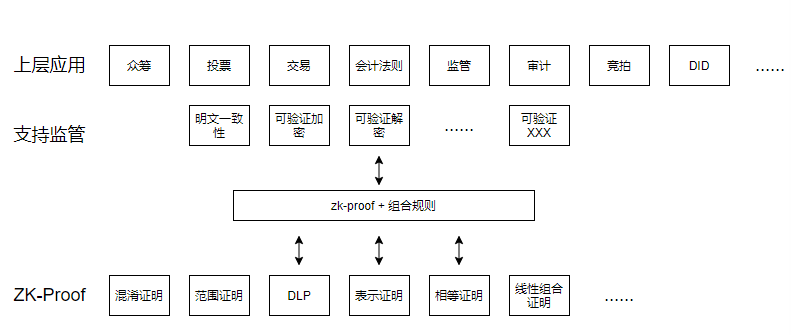 上层应用 众筹 投票 交易 会计法则 监管 审计 竞拍 DID ......
支持监管 明文一致性 可验证加密 可验证解密 ...... 可验证XXX
zk-proof + 组合规则
ZK-Proof 混淆证明 范围证明 DLP 表示证明 相等证明 线性组合证明 ......